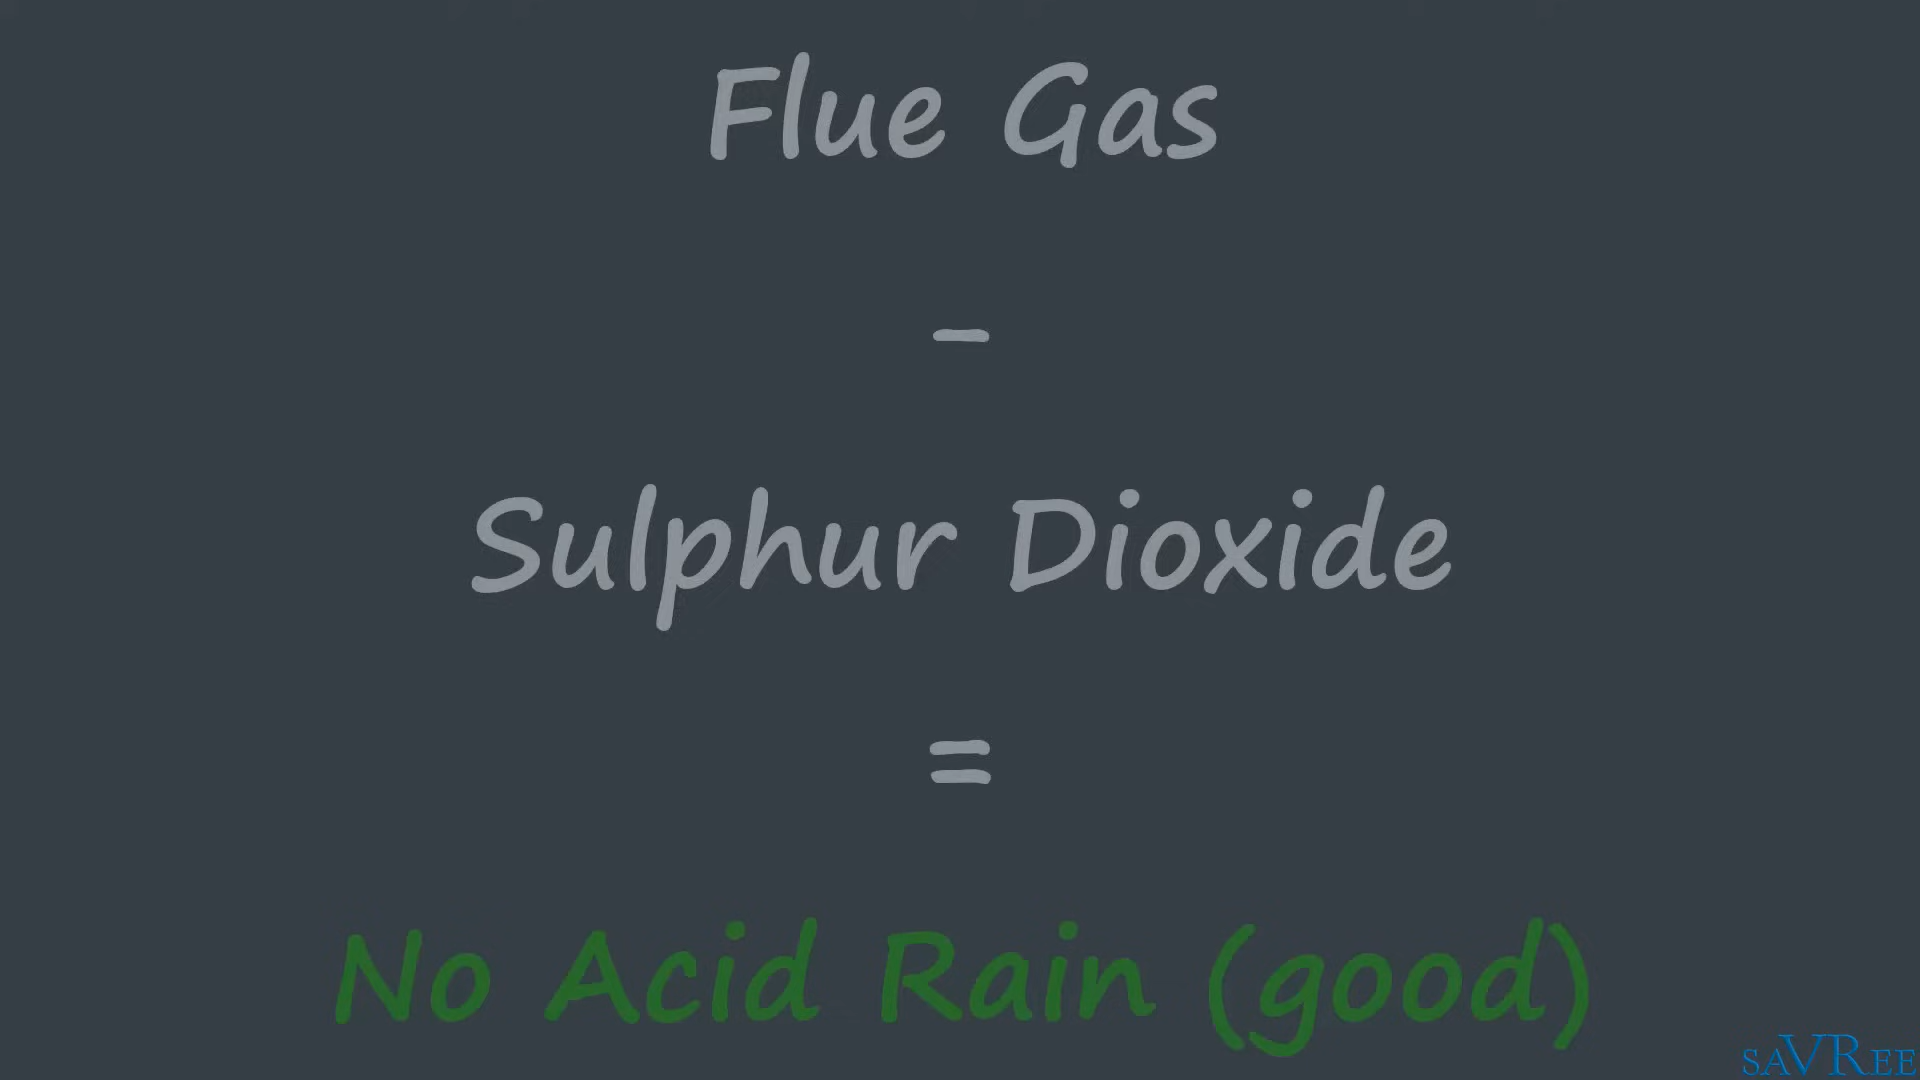 Flue Gas
–
Sulphur Dioxide
=
No Acid Rain (good)
saVRee